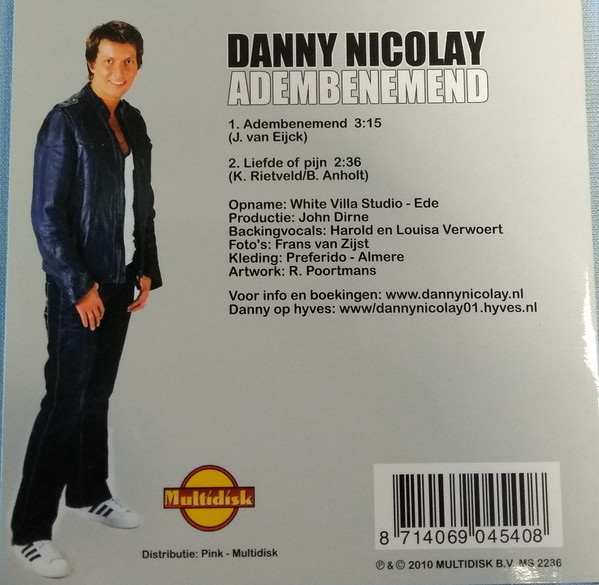 DANNY NICOLAY
ADEMBENEMEND
1. Adembenemend 3:15
(J. van Eijck)
2. Liefde of pijn 2:36
(K. Rietveld/B. Anholt)
Opname: White Villa Studio - Ede
Productie: John Dirne
Backingvocals: Harold en Louisa Verwoert
Foto's: Frans van Zijst
Kleding: Preferido - Almere
Artwork: R. Poortmans
Voor info en boekingen: www.dannynicolay.nl
Danny op hyves: www/dannynicolay01.hyves.nl
Multidisk
Distributie: Pink - Multidisk
8 714069 045408
℗ & © 2010 MULTIDISK B.V. MS 2236